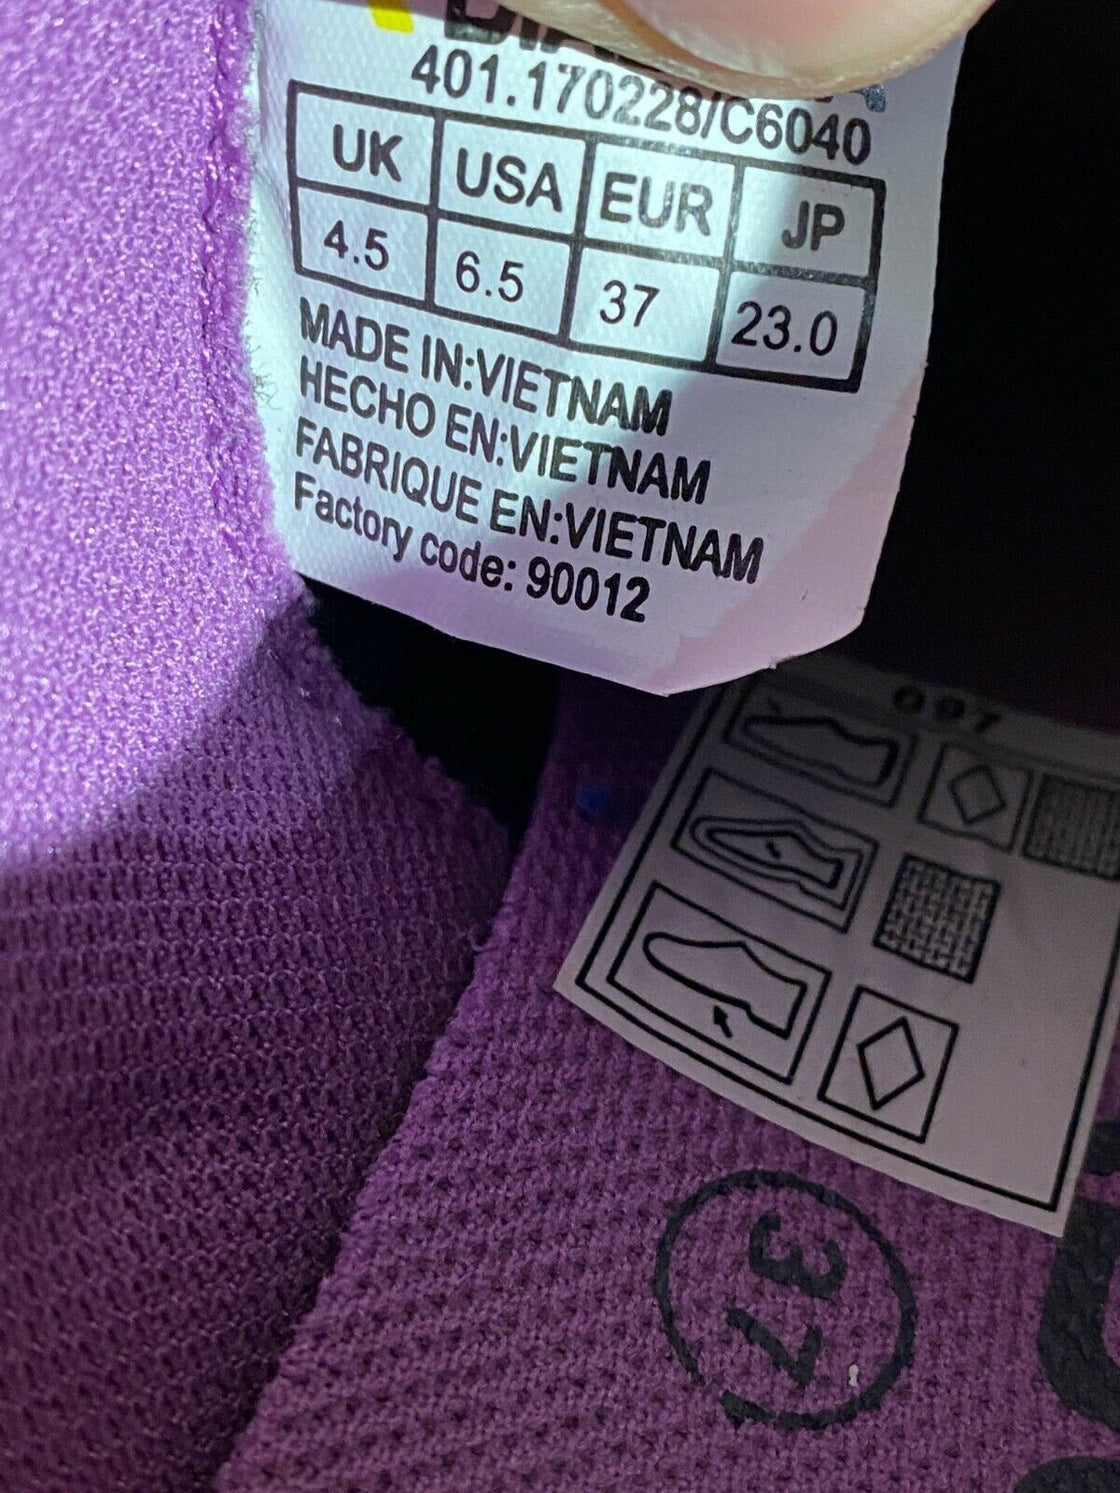 401.170228/C6040
UK USA EUR JP
4.5 6.5 37 23.0
MADE IN:VIETNAM
HECHO EN:VIETNAM
FABRIQUE EN:VIETNAM
Factory code: 90012
097
37